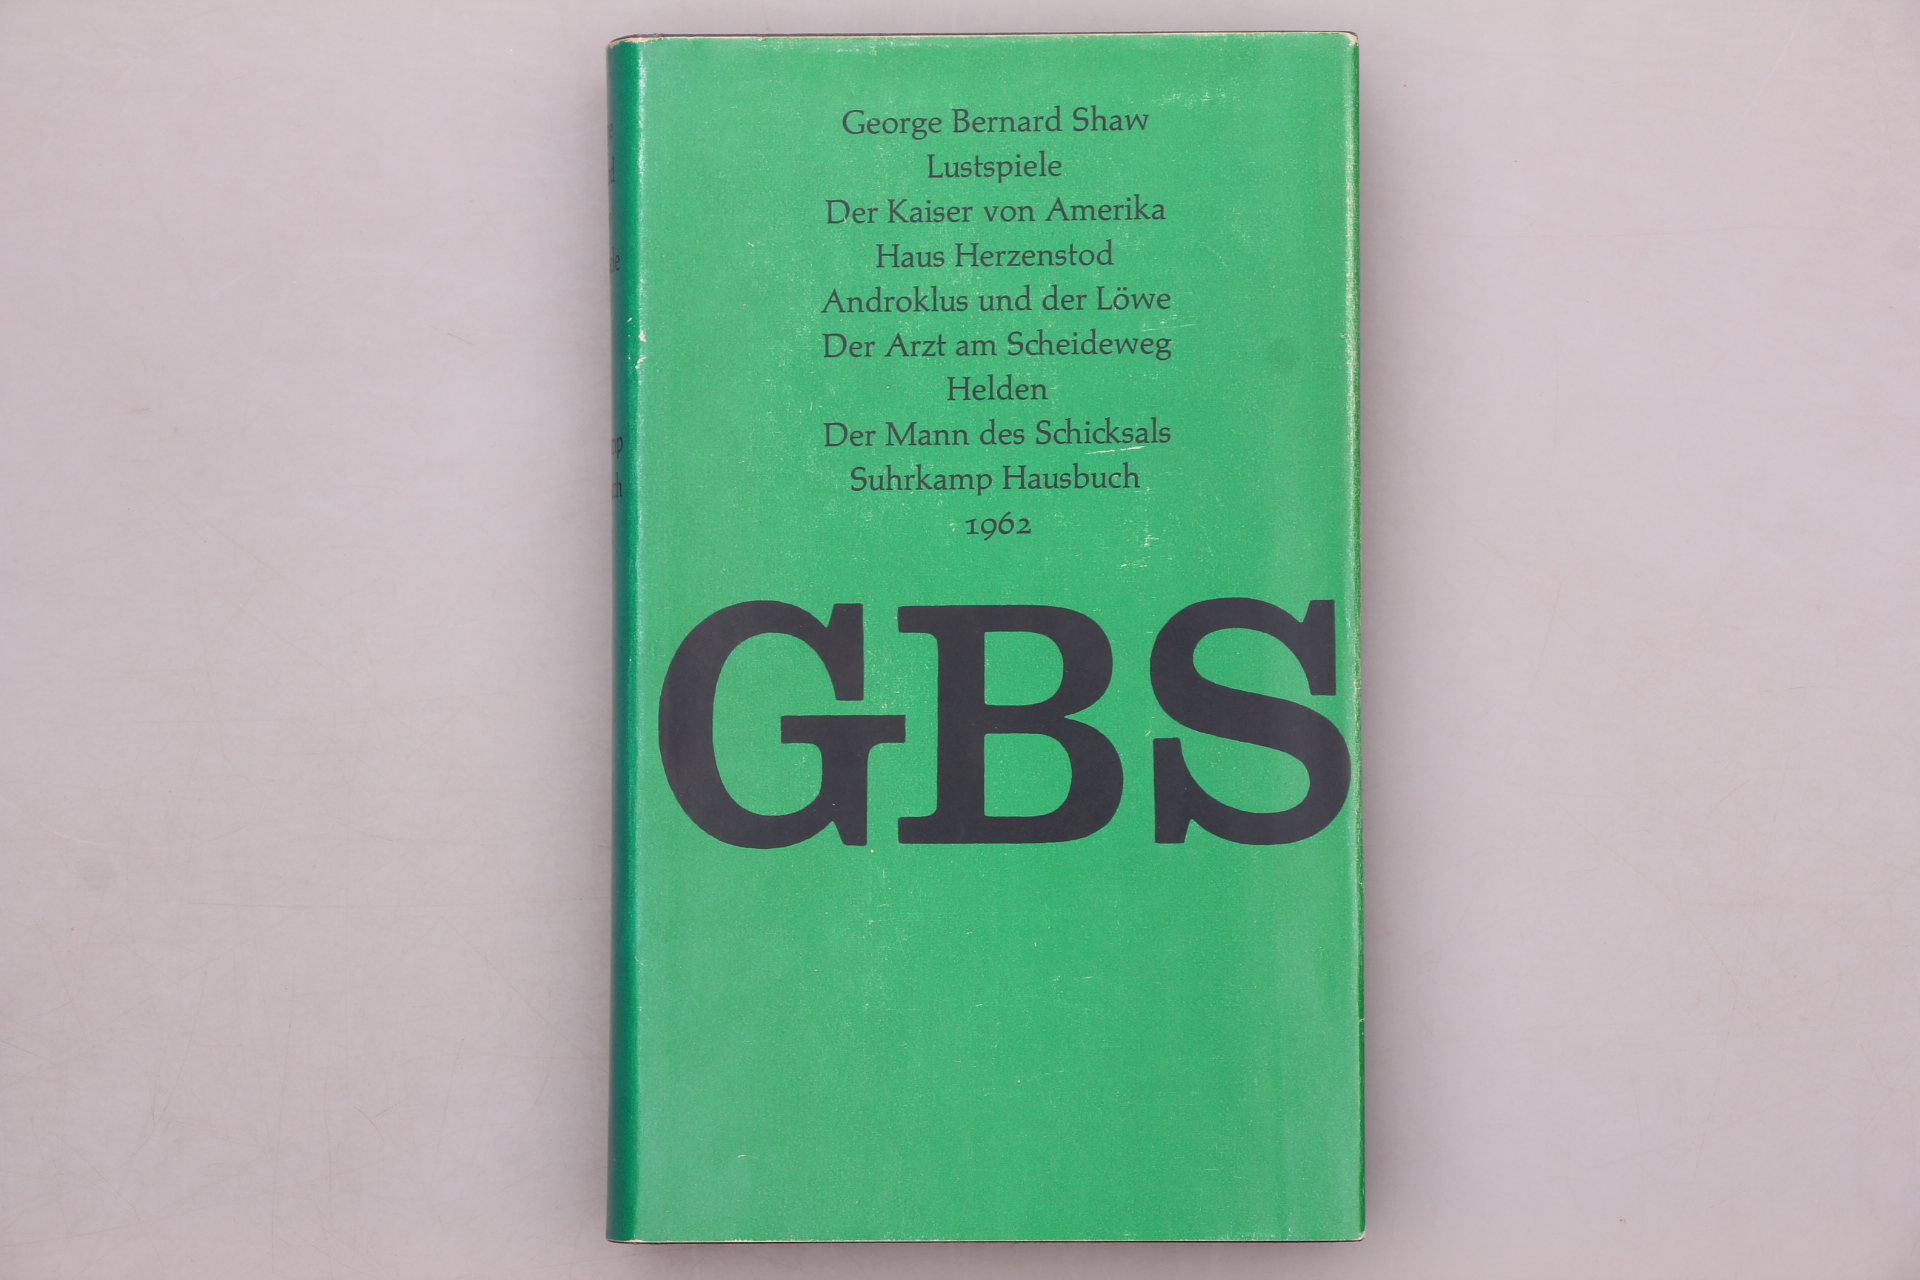 George Bernard Shaw
Lustspiele
Der Kaiser von Amerika
Haus Herzenstod
Androklus und der Löwe
Der Arzt am Scheideweg
Helden
Der Mann des Schicksals
Suhrkamp Hausbuch
1962
GBS